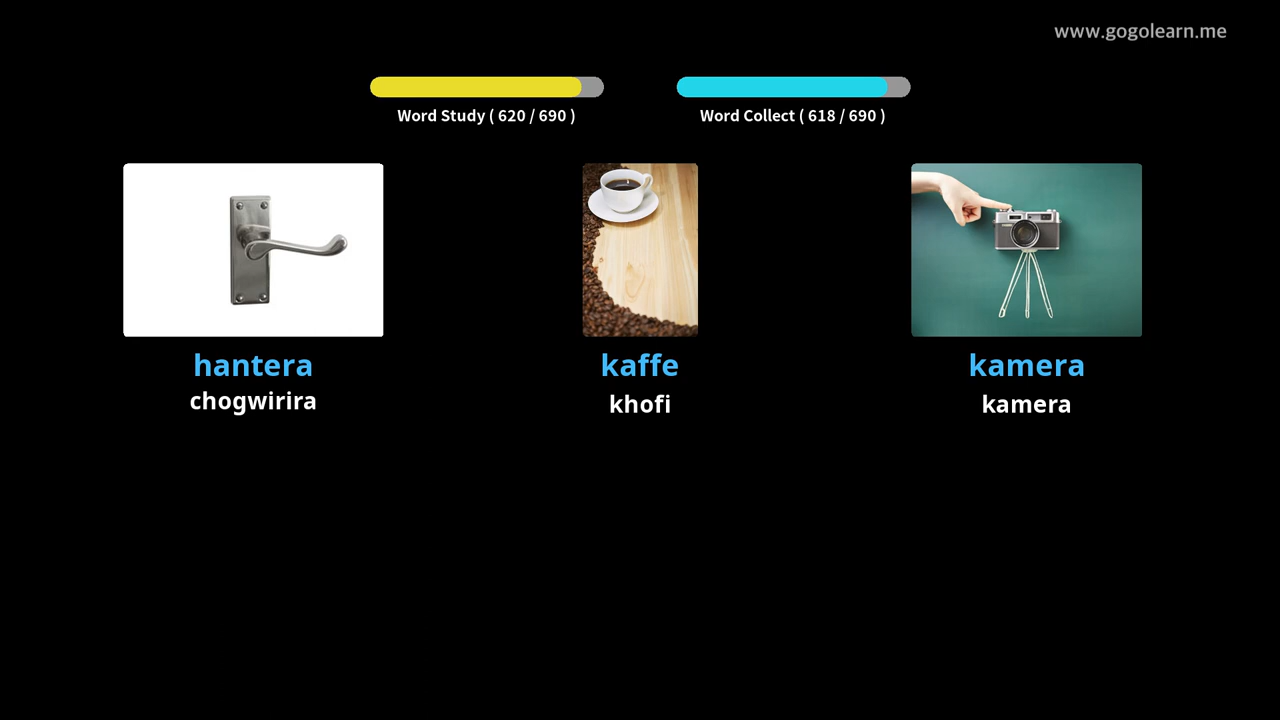 www.gogolearn.me
Word Study ( 620 / 690 )
Word Collect ( 618 / 690 )
hantera
kaffe
kamera
chogwirira
khofi
kamera